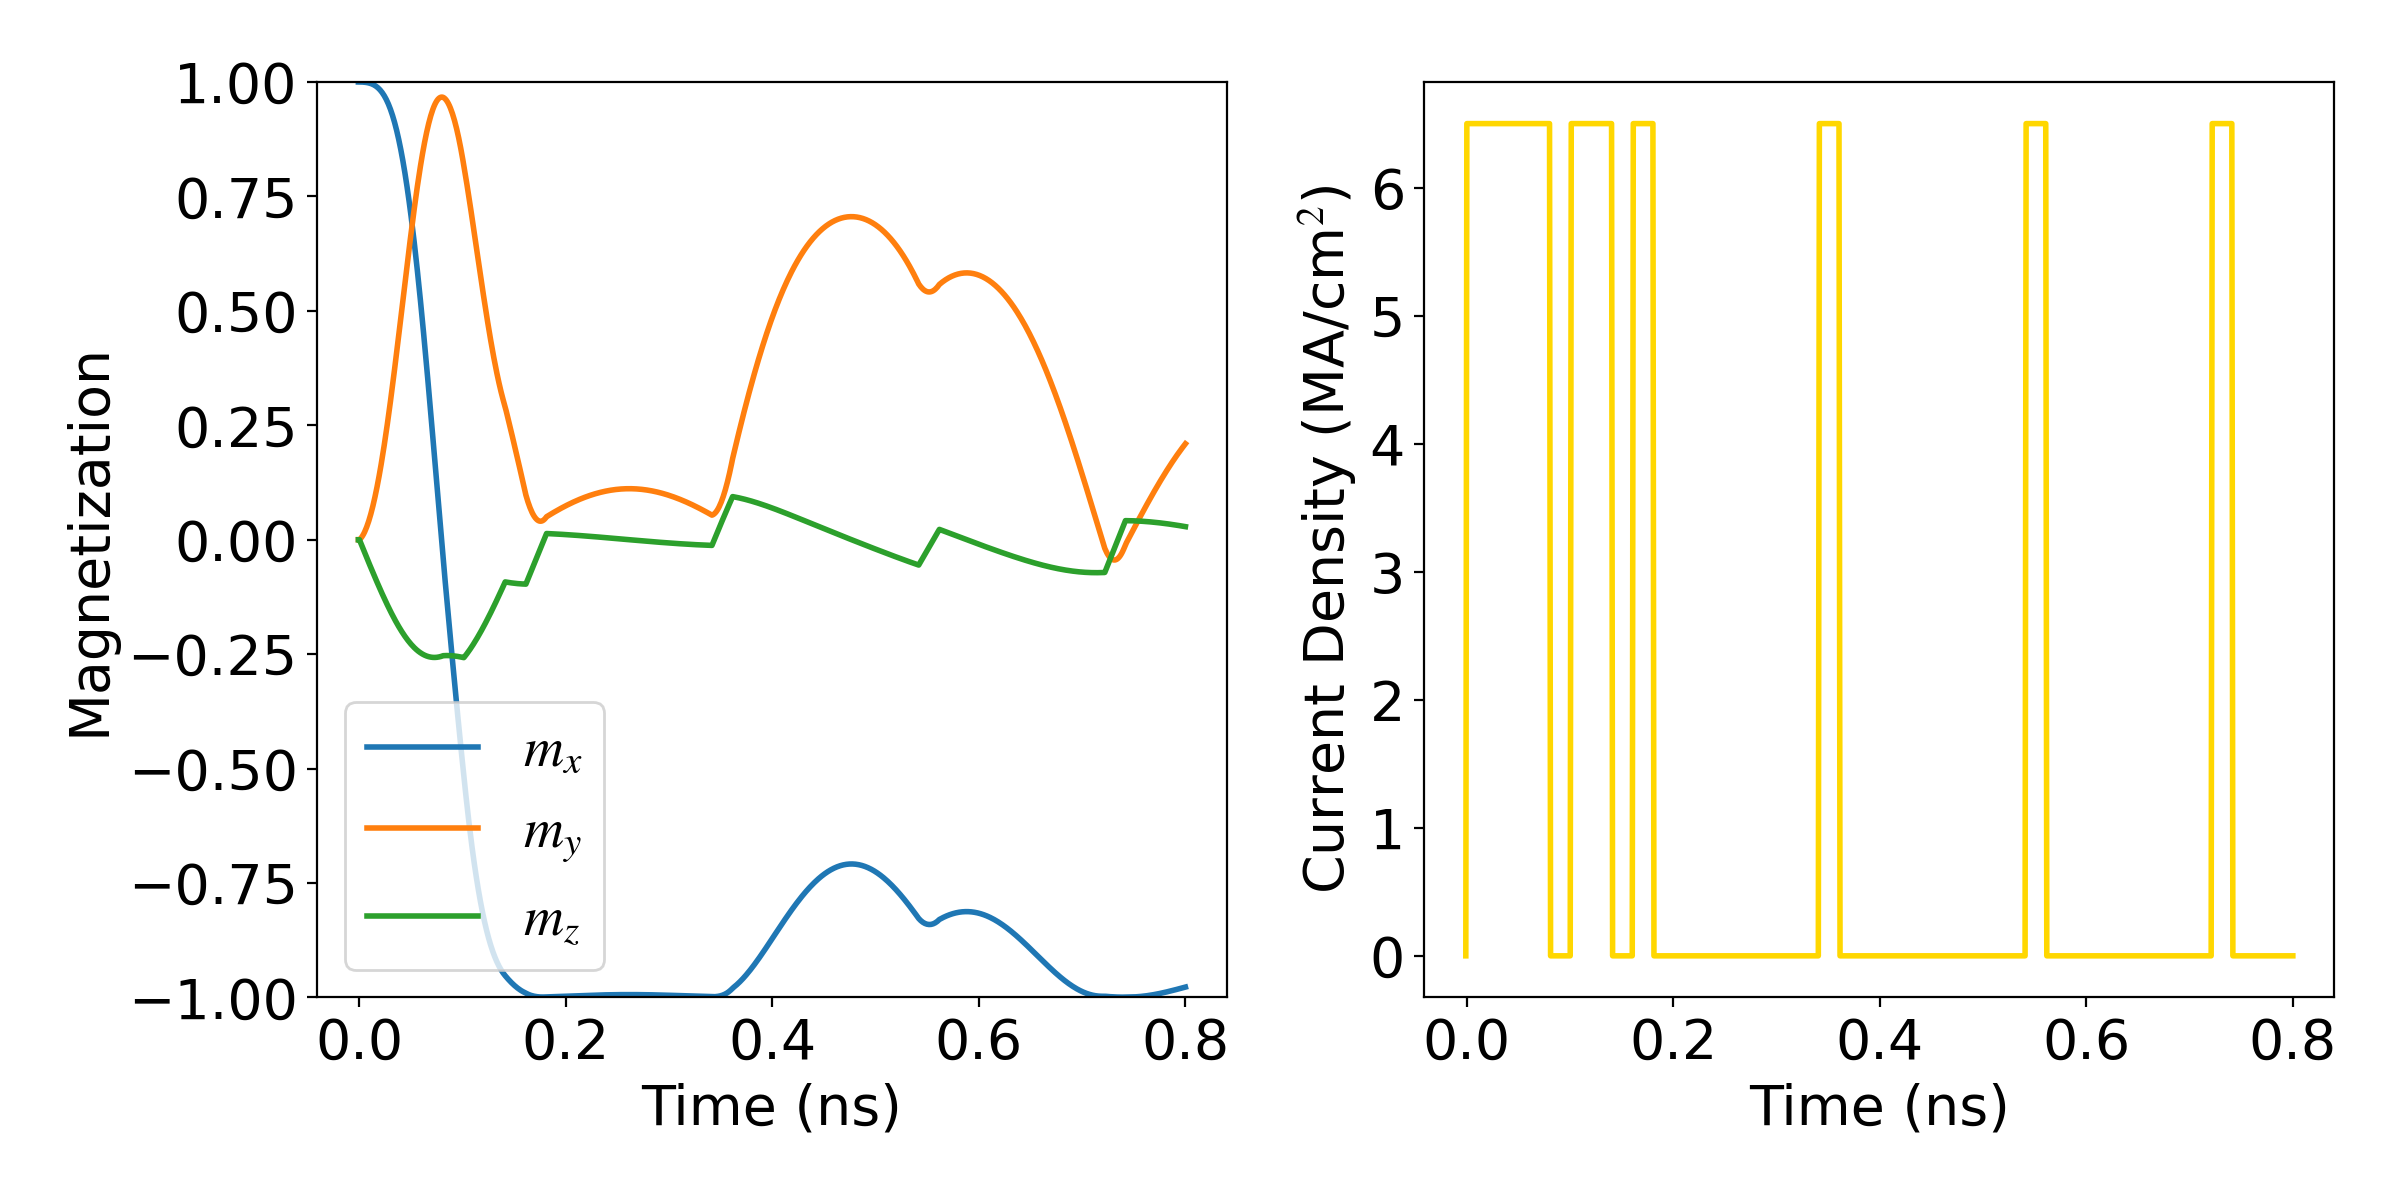 Magnetization
1.00
0.75
0.50
0.25
0.00
−0.25
−0.50
−0.75
−1.00
0.0 0.2 0.4 0.6 0.8
Time (ns)
m_x
m_y
m_z
Current Density (MA/cm²)
6
5
4
3
2
1
0
0.0 0.2 0.4 0.6 0.8
Time (ns)